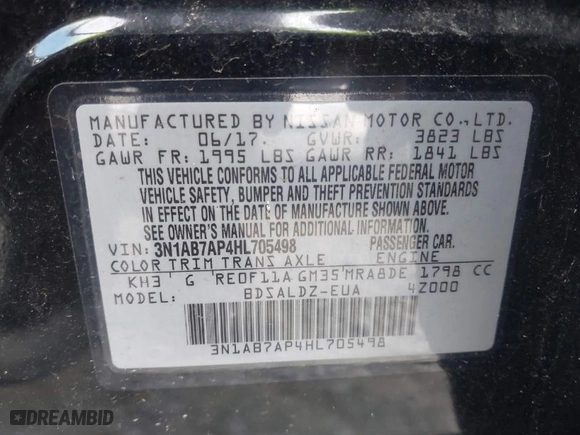 MANUFACTURED BY NISSAN MOTOR CO.,LTD.
DATE: 06/17. GVWR: 3823 LBS
GAWR FR: 1995 LBS GAWR RR: 1841 LBS
THIS VEHICLE CONFORMS TO ALL APPLICABLE FEDERAL MOTOR
VEHICLE SAFETY, BUMPER AND THEFT PREVENTION STANDARDS
IN EFFECT ON THE DATE OF MANUFACTURE SHOWN ABOVE.
SEE OWNER'S MANUAL FOR ADDITIONAL INFORMATION.
VIN: 3N1AB7AP4HL705498 PASSENGER CAR.
COLOR TRIM TRANS AXLE ENGINE
KH3 G RE0F11A GM35 MRA8DE 1798 CC
MODEL: BDSALDZ-EUA 4Z000
3N1AB7AP4HL705498
DREAMBID